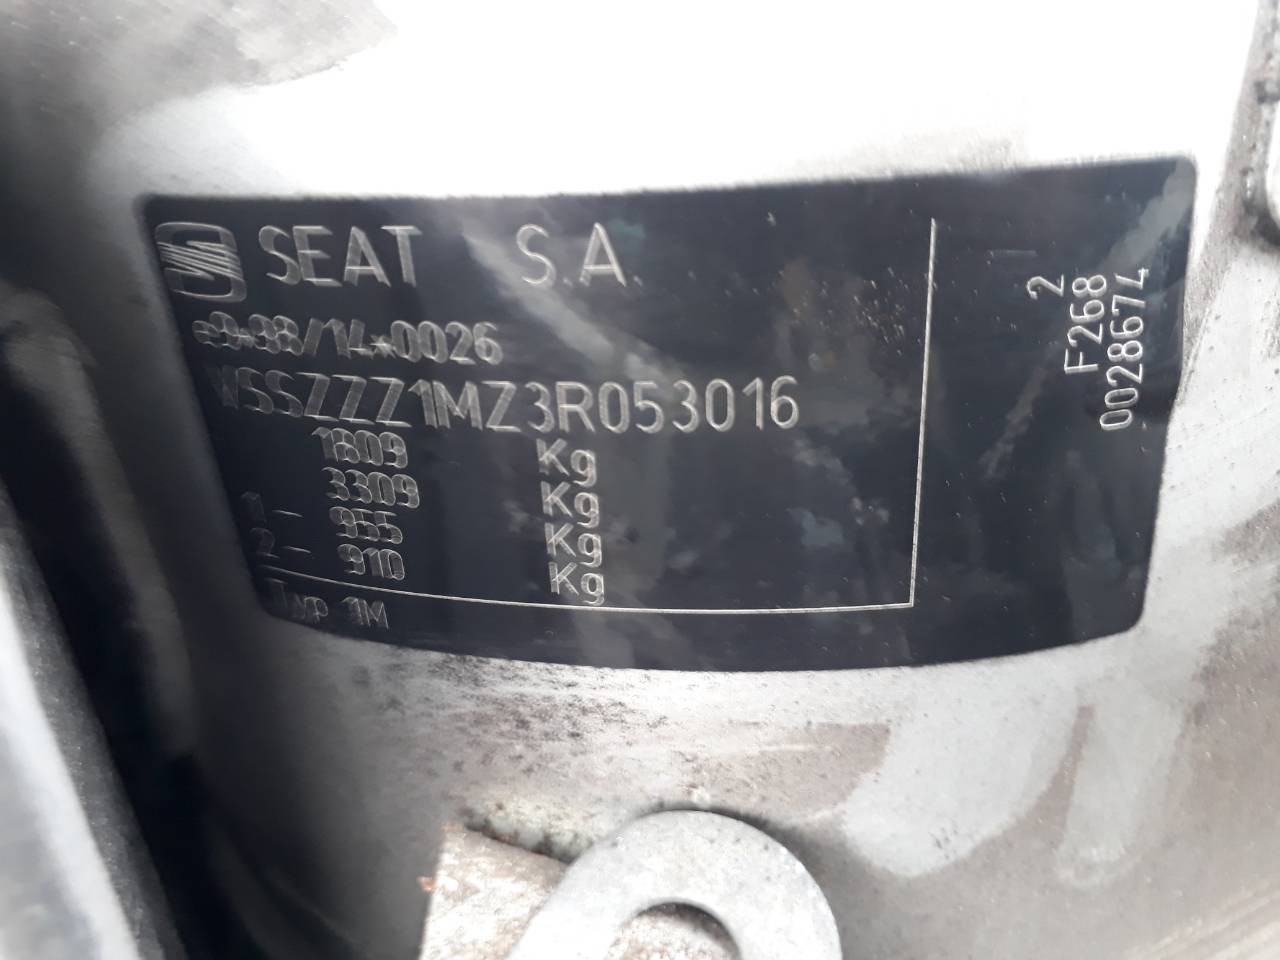 SEAT S.A.
e9*98/14*0026
VSSZZZ1MZ3R053016
1809 Kg
3309 Kg
1- 955 Kg
2- 910 Kg
Typ 1M
2
F268
0028674